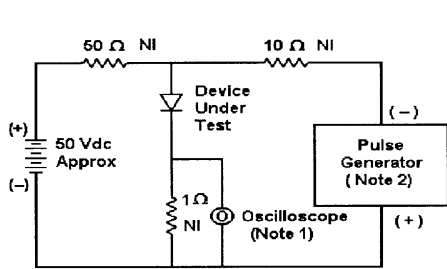 50 Ω NI
10 Ω NI
Device
Under
Test
(−)
(+)
50 Vdc
Approx
(−)
Pulse
Generator
( Note 2)
1Ω
NI
Oscilloscope
(Note 1)
(+)